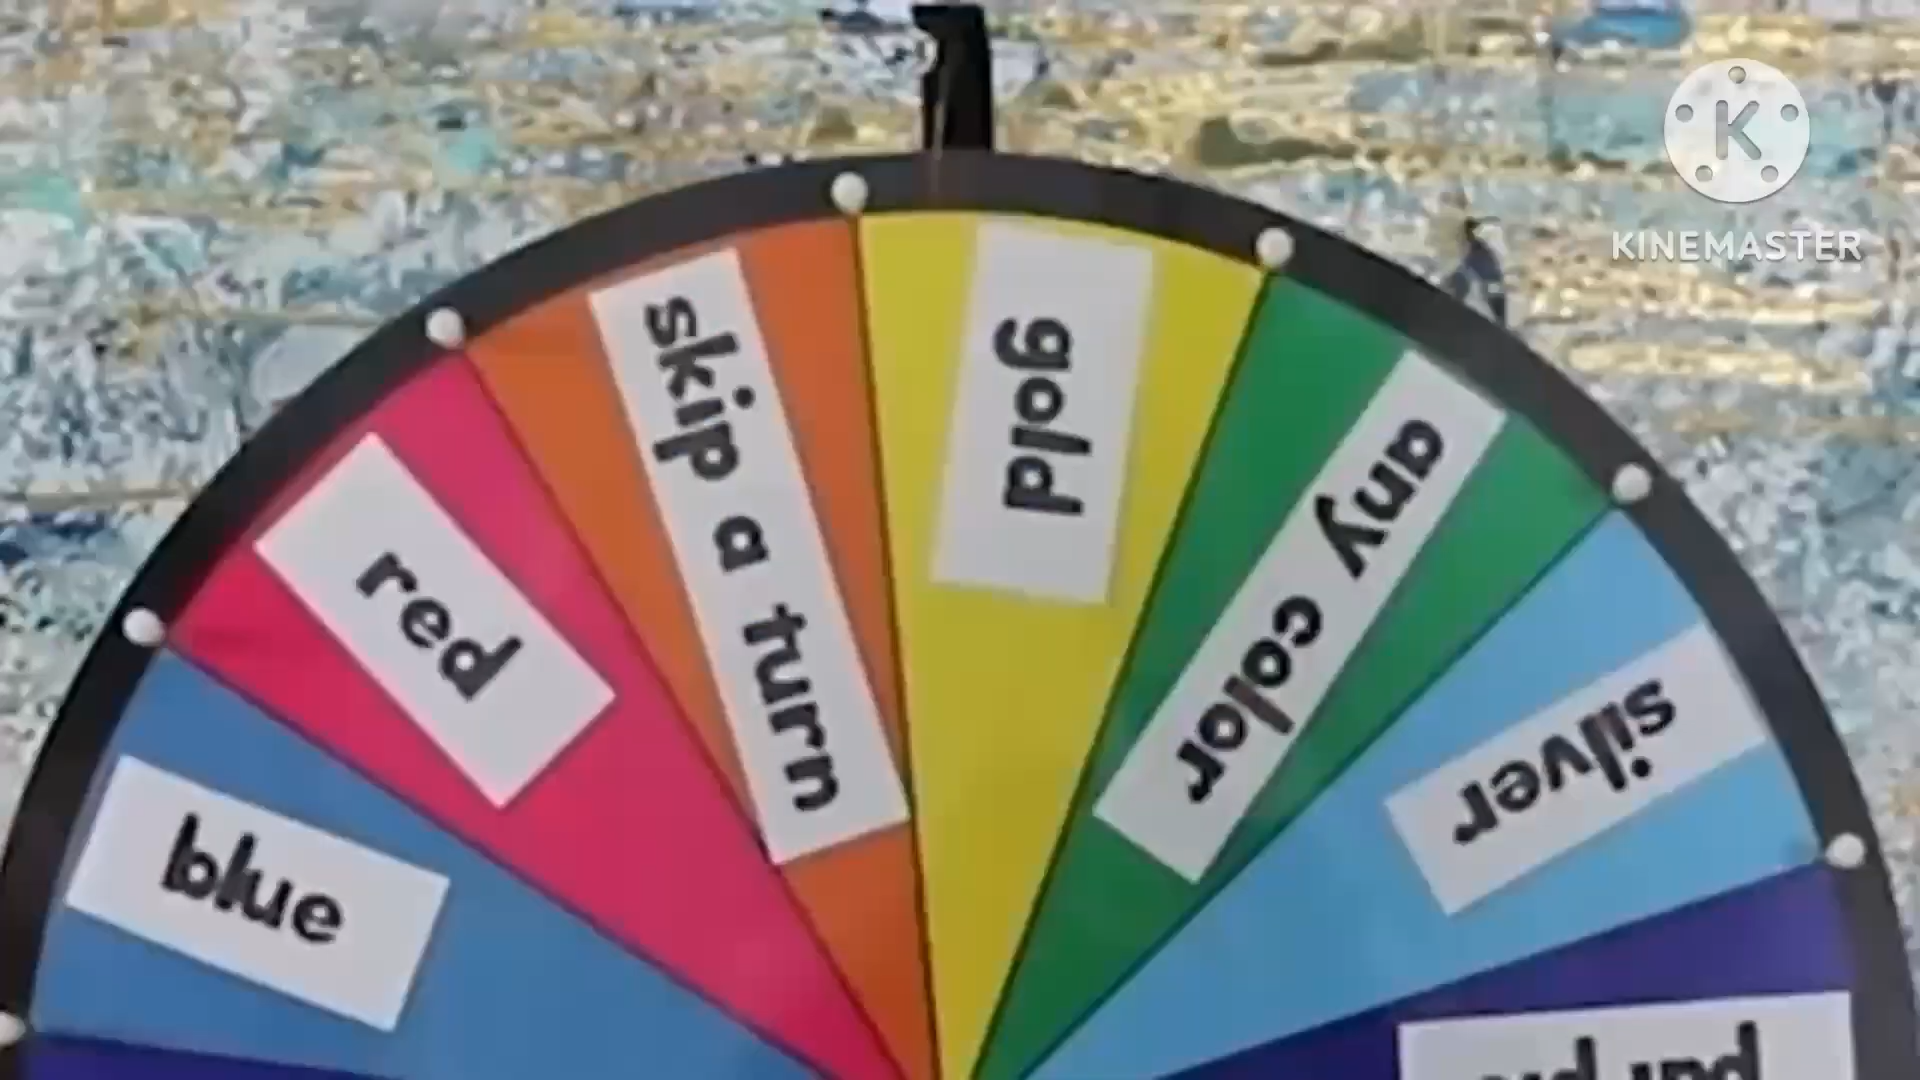 K
KINEMASTER
blue
red
skip a turn
gold
any color
silver